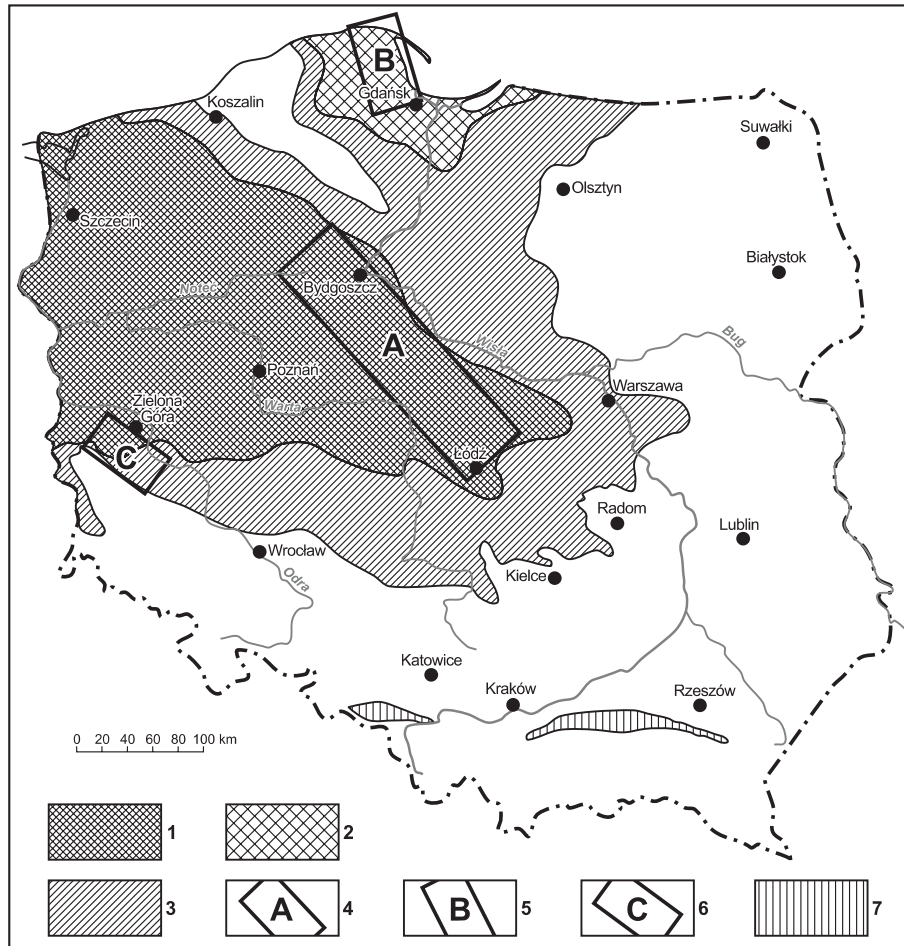 B
Gdańsk
Koszalin
Suwałki
Olsztyn
Szczecin
Białystok
Bydgoszcz
Noteć
A
Wisła
Bug
Poznań
Warszawa
Zielona
Góra
Warta
C
Łódź
Radom
Lublin
Wrocław
Kielce
Odra
Katowice
Kraków
Rzeszów
0 20 40 60 80 100 km
1
2
3
A 4
B 5
C 6
7